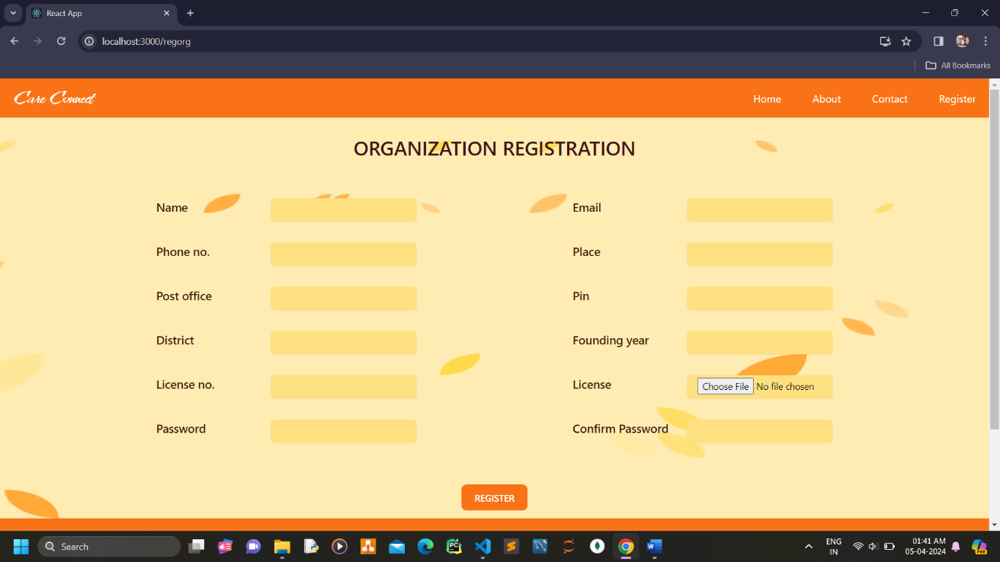 React App
localhost:3000/regorg
All Bookmarks
Care Connect
Home About Contact Register
ORGANIZATION REGISTRATION
Name Email
Phone no. Place
Post office Pin
District Founding year
License no. License Choose File No file chosen
Password Confirm Password
REGISTER
Search
ENG
IN
01:41 AM
05-04-2024
PC
PRE